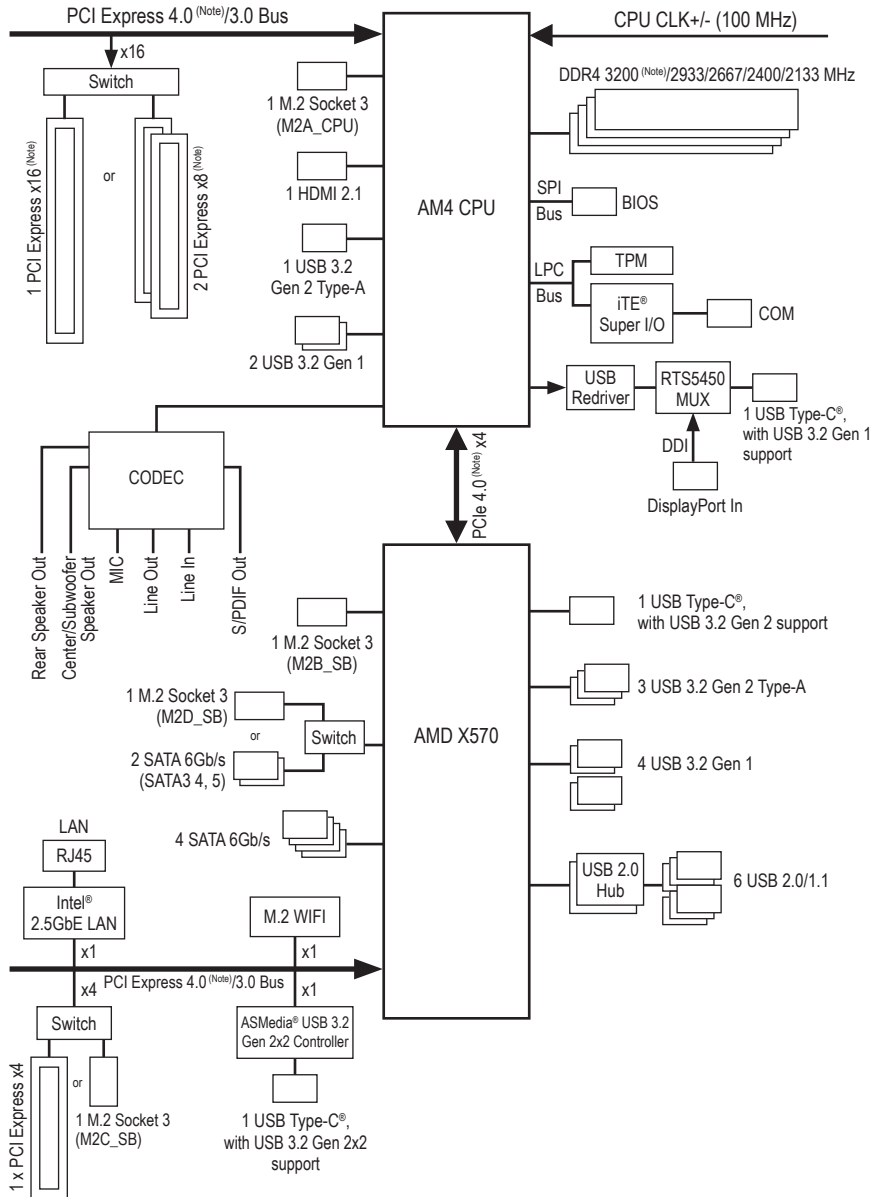 PCI Express 4.0 (Note)/3.0 Bus
x16
Switch
1 PCI Express x16 (Note)
or
2 PCI Express x8 (Note)
1 M.2 Socket 3
(M2A_CPU)
1 HDMI 2.1
1 USB 3.2
Gen 2 Type-A
2 USB 3.2 Gen 1
AM4 CPU
CPU CLK+/- (100 MHz)
DDR4 3200 (Note)/2933/2667/2400/2133 MHz
SPI
Bus
BIOS
LPC
Bus
TPM
iTE®
Super I/O
COM
USB
Redriver
RTS5450
MUX
1 USB Type-C®,
with USB 3.2 Gen 1
support
DDI
DisplayPort In
CODEC
Rear Speaker Out
Center/Subwoofer
Speaker Out
MIC
Line Out
Line In
S/PDIF Out
PCIe 4.0 (Note) x4
1 M.2 Socket 3
(M2B_SB)
1 M.2 Socket 3
(M2D_SB)
or
Switch
2 SATA 6Gb/s
(SATA3 4, 5)
4 SATA 6Gb/s
AMD X570
1 USB Type-C®,
with USB 3.2 Gen 2 support
3 USB 3.2 Gen 2 Type-A
4 USB 3.2 Gen 1
USB 2.0
Hub
6 USB 2.0/1.1
LAN
RJ45
Intel®
2.5GbE LAN
x1
M.2 WIFI
x1
PCI Express 4.0 (Note)/3.0 Bus
x4
x1
Switch
ASMedia® USB 3.2
Gen 2x2 Controller
1 x PCI Express x4
or
1 M.2 Socket 3
(M2C_SB)
1 USB Type-C®,
with USB 3.2 Gen 2x2
support